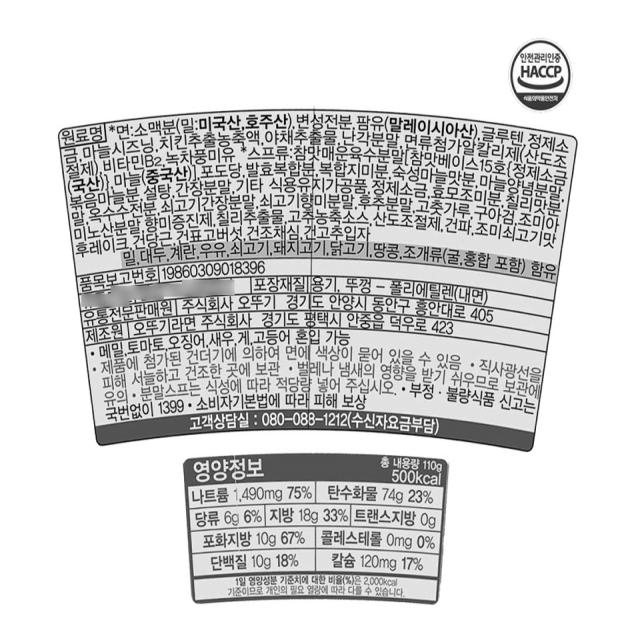 안전관리인증
HACCP
식품의약품안전처
원료명 *면:소맥분(밀:미국산,호주산),변성전분,팜유(말레이시아산),글루텐,정제소
금,마늘시즈닝,치킨추출농축액,야채추출물,난각분말,면류첨가알칼리제(산도조
절제),비타민B2,녹차풍미유 *스프류:참맛매운육수분말{참맛베이스15호{정제소금
(국산)},마늘(중국산)},포도당,발효복합분,복합지미분,숙성마늘맛분,마늘양념분말,
볶음마늘분,설탕,간장분말,기타 식용유지가공품,정제소금,효모조미분,칠리맛분
말,옥수수전분,쇠고기간장분말,쇠고기향미분말,후추분말,고춧가루,구아검,조미아
미노산분말,향미증진제,칠리추출물,고추농축소스,산도조절제,건파,조미쇠고기맛
후레이크,건당근,건표고버섯,건조채심,건고추입자
밀,대두,계란,우유,쇠고기,돼지고기,닭고기,땅콩,조개류(굴,홍합 포함) 함유
품목보고번호 19860309018396
포장재질 용기, 뚜껑 - 폴리에틸렌(내면)
유통전문판매원 주식회사 오뚜기 경기도 안양시 동안구 흥안대로 405
제조원 오뚜기라면 주식회사 경기도 평택시 안중읍 덕우로 423
• 메밀,토마토,오징어,새우,게,고등어 혼입 가능
• 제품에 첨가된 건더기에 의하여 면에 색상이 묻어 있을 수 있음 • 직사광선을
피해 서늘하고 건조한 곳에 보관 • 벌레나 냄새의 영향을 받기 쉬우므로 보관에
유의 • 분말스프는 식성에 따라 적당량 넣어 주십시오. • 부정 · 불량식품 신고는
국번없이 1399 • 소비자기본법에 따라 피해 보상
고객상담실 : 080-088-1212(수신자요금부담)
영양정보 총 내용량 110g
500kcal
나트륨 1,490mg 75% 탄수화물 74g 23%
당류 6g 6% 지방 18g 33% 트랜스지방 0g
포화지방 10g 67% 콜레스테롤 0mg 0%
단백질 10g 18% 칼슘 120mg 17%
1일 영양성분 기준치에 대한 비율(%)은 2,000kcal
기준이므로 개인의 필요 열량에 따라 다를 수 있습니다.